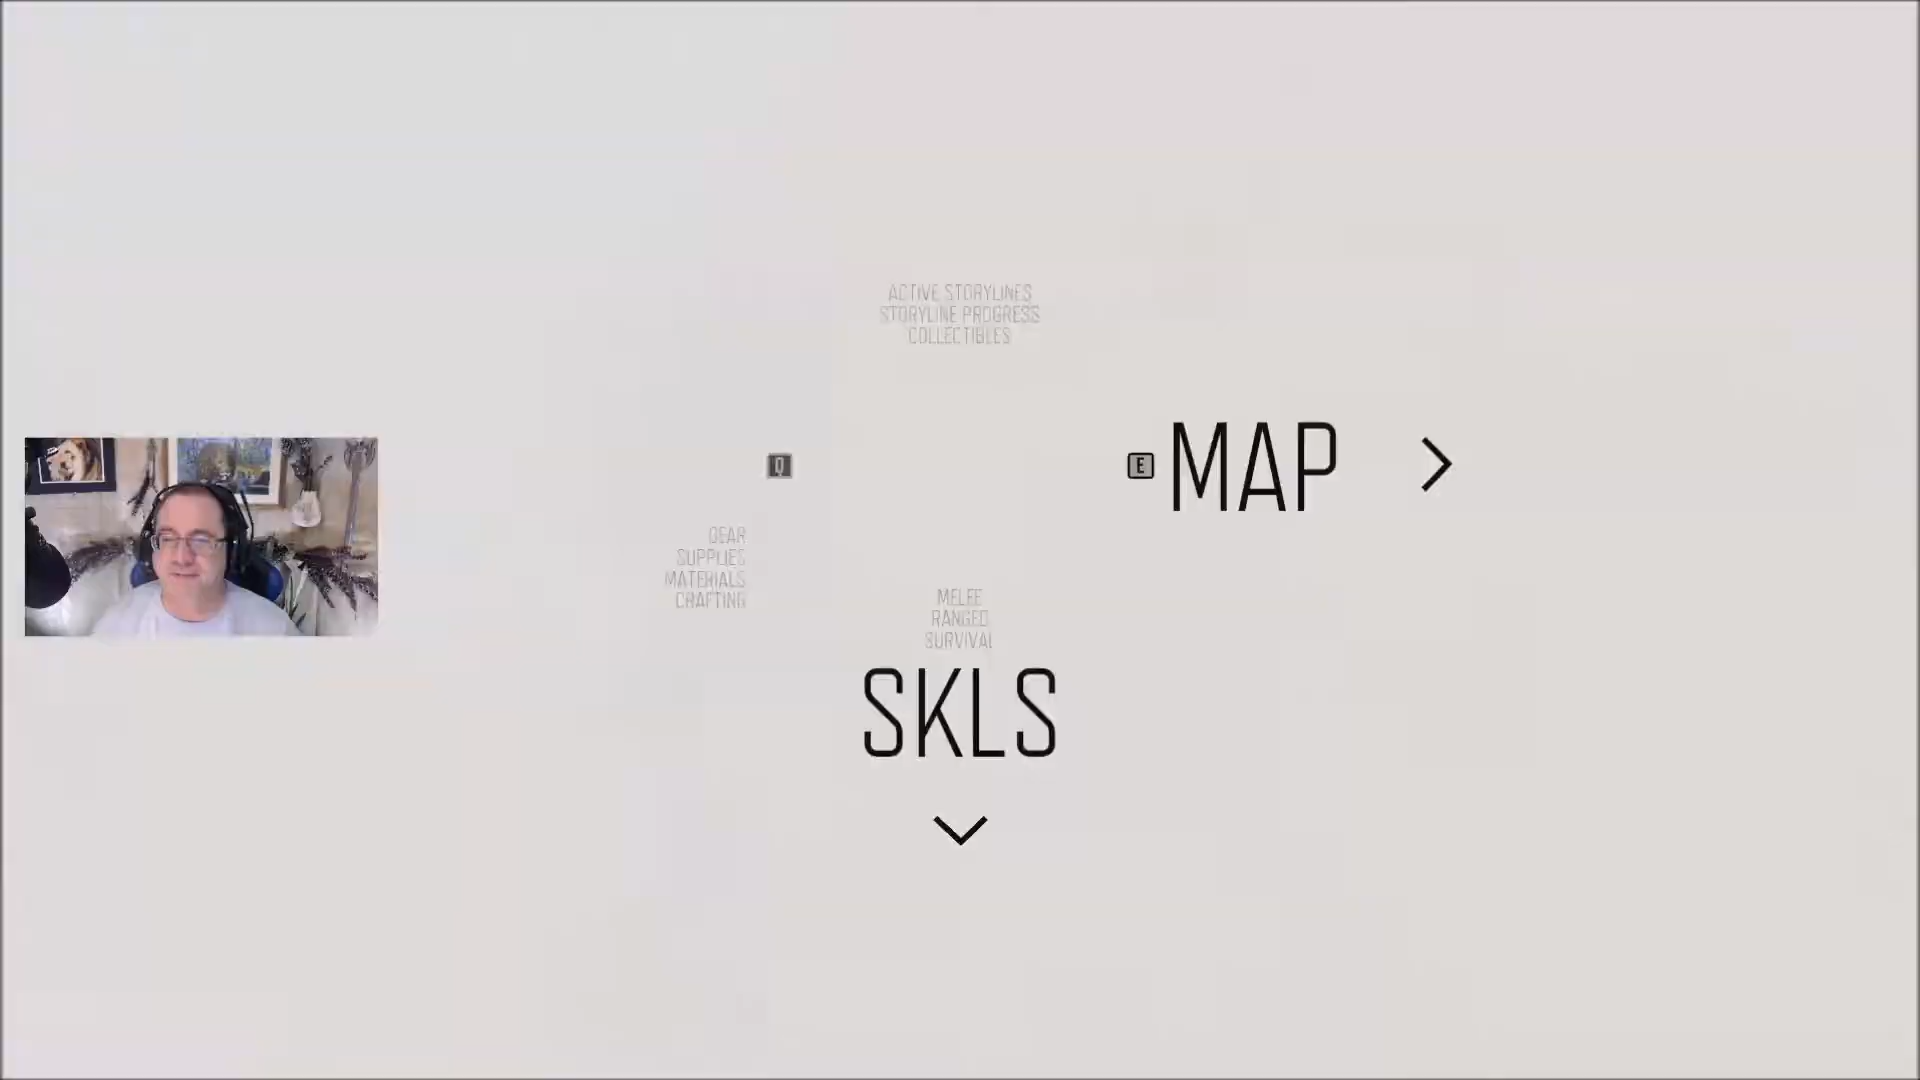 ACTIVE STORYLINES
STORYLINE PROGRESS
COLLECTIBLES
Q
E MAP
GEAR
SUPPLIES
MATERIALS
CRAFTING
MELEE
RANGED
SURVIVAL
SKLS